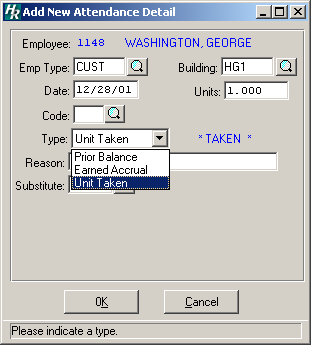 HR Add New Attendance Detail
Employee: 1148 WASHINGTON, GEORGE
Emp Type: CUST Building: HG1
Date: 12/28/01 Units: 1.000
Code:
Type: Unit Taken * TAKEN *
Prior Balance
Reason:
Earned Accrual
Substitute: Unit Taken
OK Cancel
Please indicate a type.